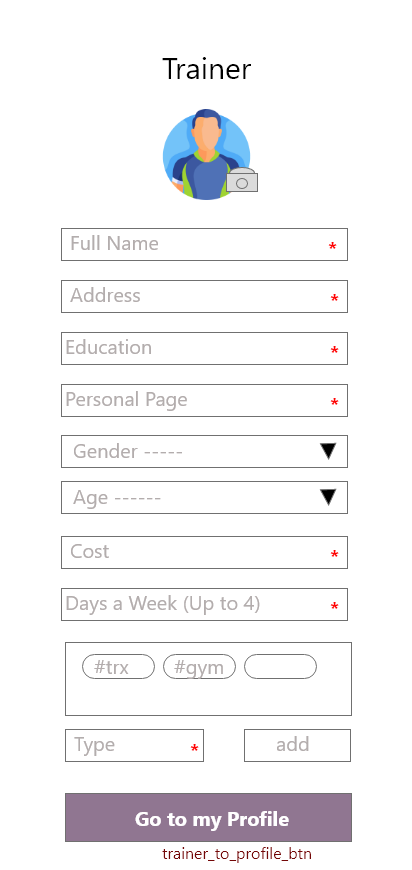 Trainer
Full Name *
Address *
Education *
Personal Page *
Gender -----
Age ------
Cost *
Days a Week (Up to 4) *
#trx #gym
Type * add
Go to my Profile
trainer_to_profile_btn